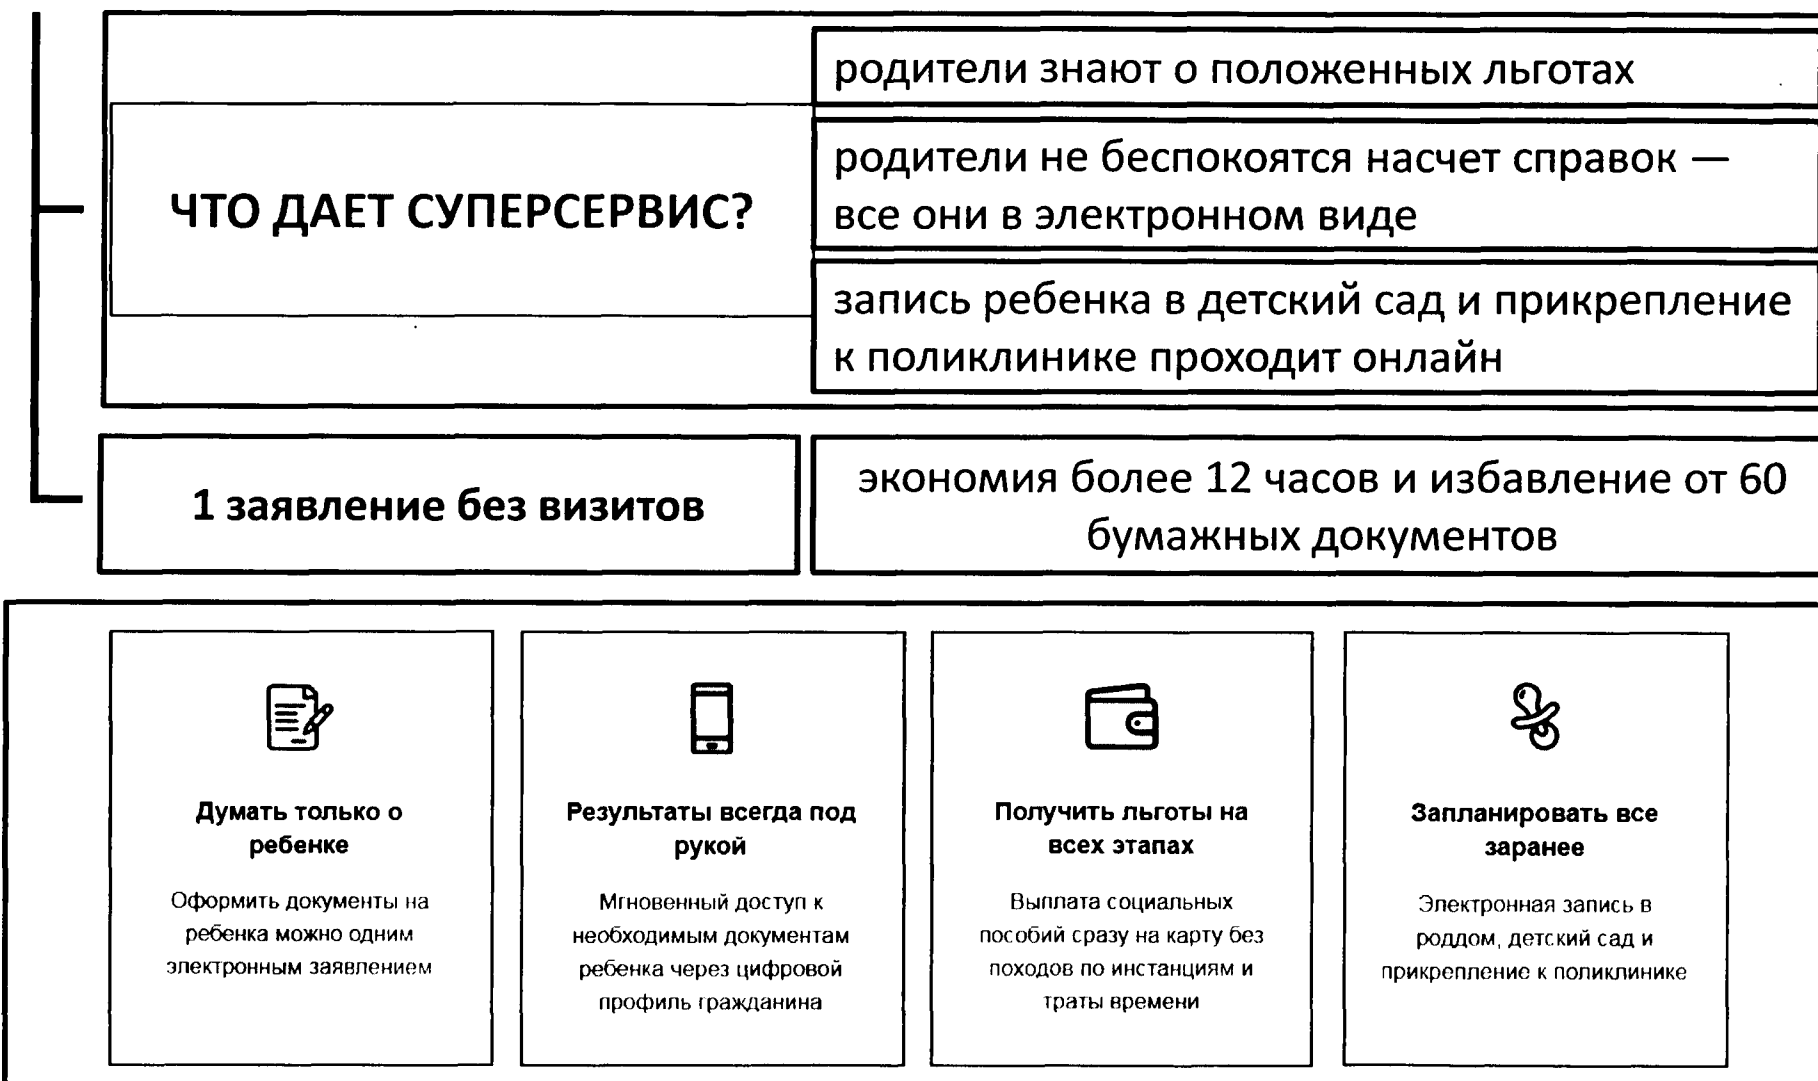 родители знают о положенных льготах
ЧТО ДАЕТ СУПЕРСЕРВИС?
родители не беспокоятся насчет справок —
все они в электронном виде
запись ребенка в детский сад и прикрепление
к поликлинике проходит онлайн
1 заявление без визитов
экономия более 12 часов и избавление от 60
бумажных документов
Думать только о
ребенке
Оформить документы на
ребенка можно одним
электронным заявлением
Результаты всегда под
рукой
Мгновенный доступ к
необходимым документам
ребенка через цифровой
профиль гражданина
Получить льготы на
всех этапах
Выплата социальных
пособий сразу на карту без
походов по инстанциям и
траты времени
Запланировать все
заранее
Электронная запись в
роддом, детский сад и
прикрепление к поликлинике